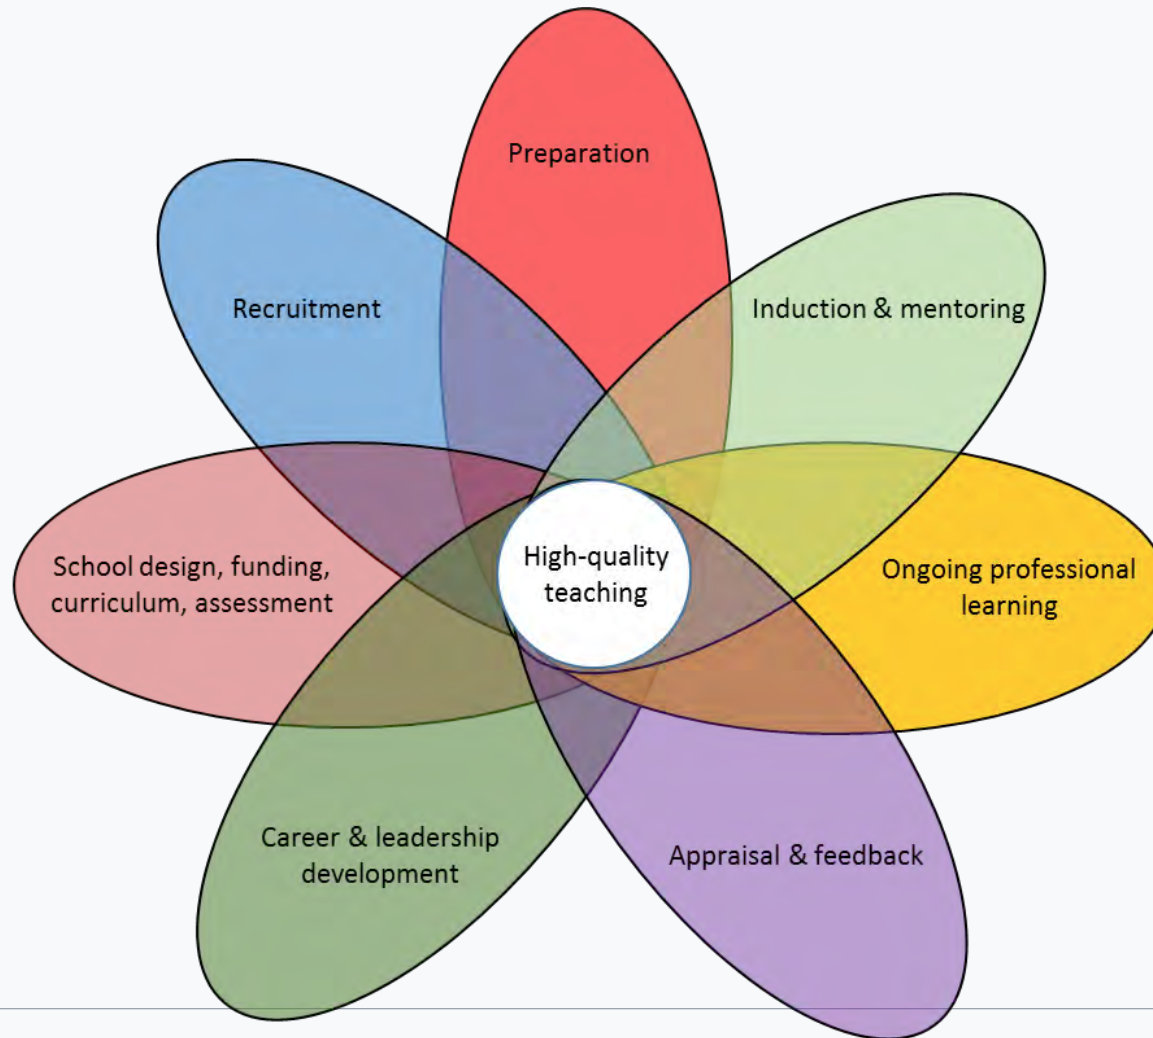 Preparation
Recruitment
Induction & mentoring
School design, funding,
curriculum, assessment
High-quality
teaching
Ongoing professional
learning
Career & leadership
development
Appraisal & feedback